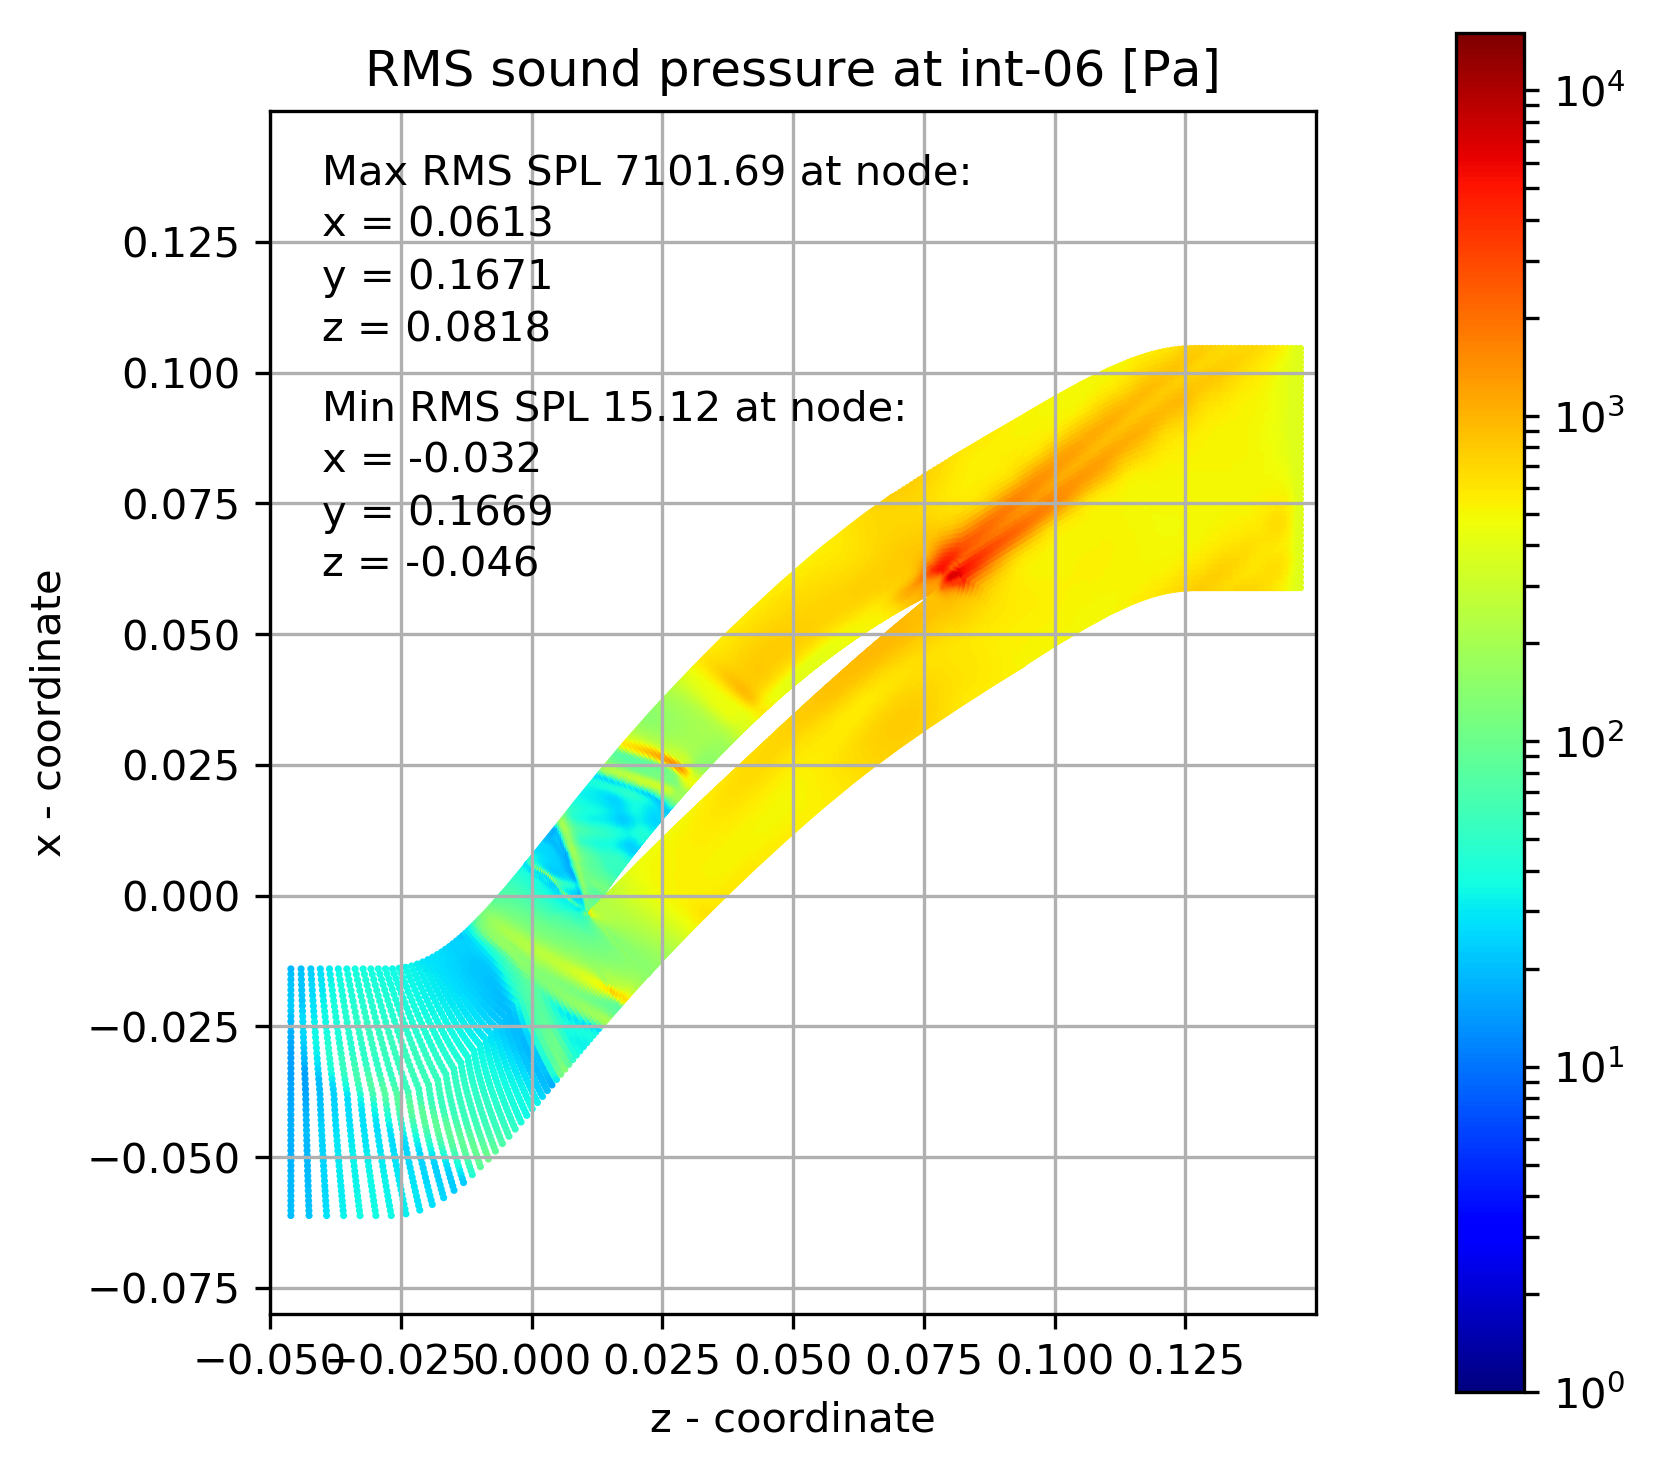 RMS sound pressure at int-06 [Pa]
Max RMS SPL 7101.69 at node:
x = 0.0613
y = 0.1671
z = 0.0818
Min RMS SPL 15.12 at node:
x = -0.032
y = 0.1669
z = -0.046
x - coordinate
0.125
0.100
0.075
0.050
0.025
0.000
−0.025
−0.050
−0.075
−0.050 −0.025 0.000 0.025 0.050 0.075 0.100 0.125
z - coordinate
10⁴
10³
10²
10¹
10⁰